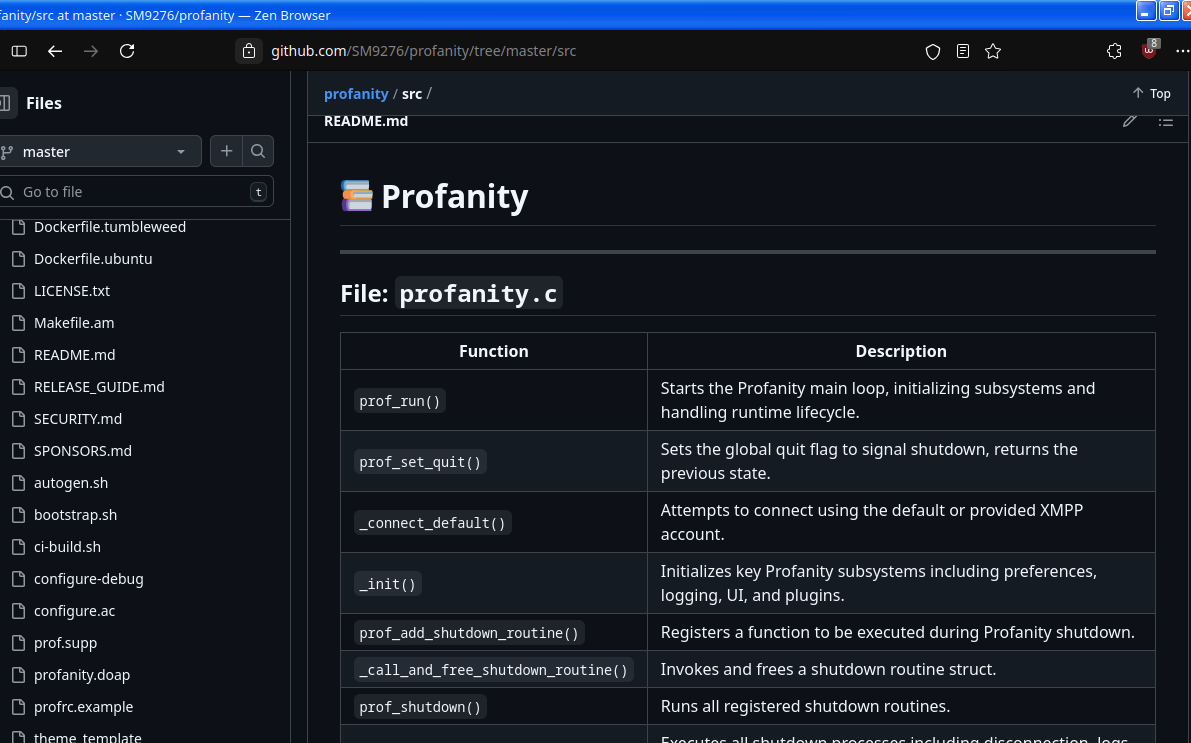 anity/src at master · SM9276/profanity — Zen Browser
github.com/SM9276/profanity/tree/master/src
8
Files
profanity / src /
Top
README.md
master
Go to file
t
Dockerfile.tumbleweed
Dockerfile.ubuntu
LICENSE.txt
Makefile.am
README.md
RELEASE_GUIDE.md
SECURITY.md
SPONSORS.md
autogen.sh
bootstrap.sh
ci-build.sh
configure-debug
configure.ac
prof.supp
profanity.doap
profrc.example
theme_template
Profanity
File: profanity.c
Function Description
prof_run() Starts the Profanity main loop, initializing subsystems and
handling runtime lifecycle.
prof_set_quit() Sets the global quit flag to signal shutdown, returns the
previous state.
_connect_default() Attempts to connect using the default or provided XMPP
account.
_init() Initializes key Profanity subsystems including preferences,
logging, UI, and plugins.
prof_add_shutdown_routine() Registers a function to be executed during Profanity shutdown.
_call_and_free_shutdown_routine() Invokes and frees a shutdown routine struct.
prof_shutdown() Runs all registered shutdown routines.
Executes all shutdown processes including disconnection, logs,